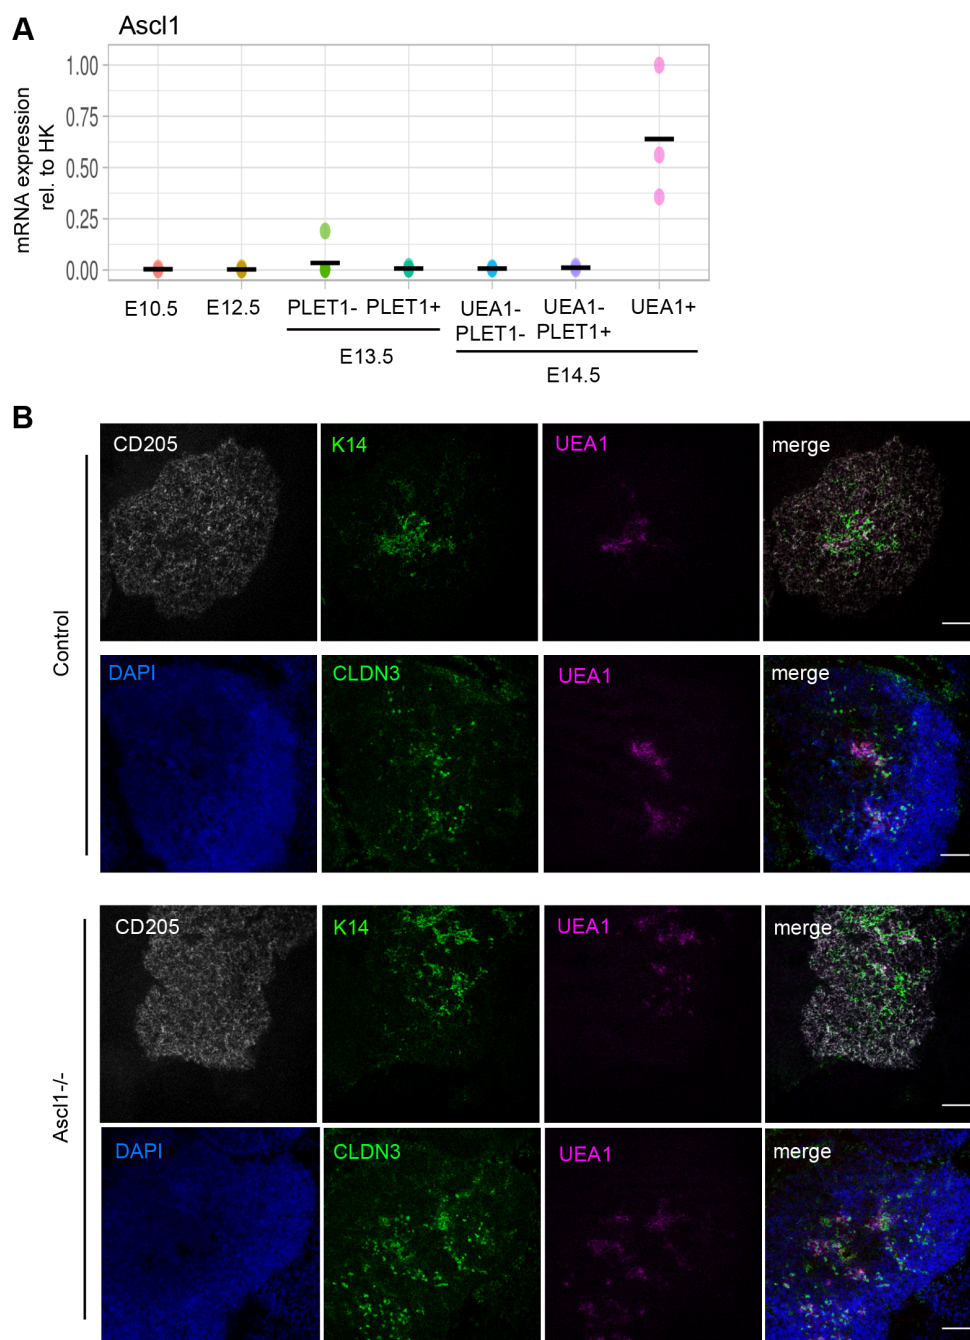 A
Ascl1
mRNA expression
rel. to HK
1.00
0.75
0.50
0.25
0.00
E10.5 E12.5 PLET1- PLET1+ UEA1- UEA1- UEA1+
PLET1- PLET1+
E13.5
E14.5
B
Control
CD205 K14 UEA1 merge
DAPI CLDN3 UEA1 merge
Ascl1-/-
CD205 K14 UEA1 merge
DAPI CLDN3 UEA1 merge